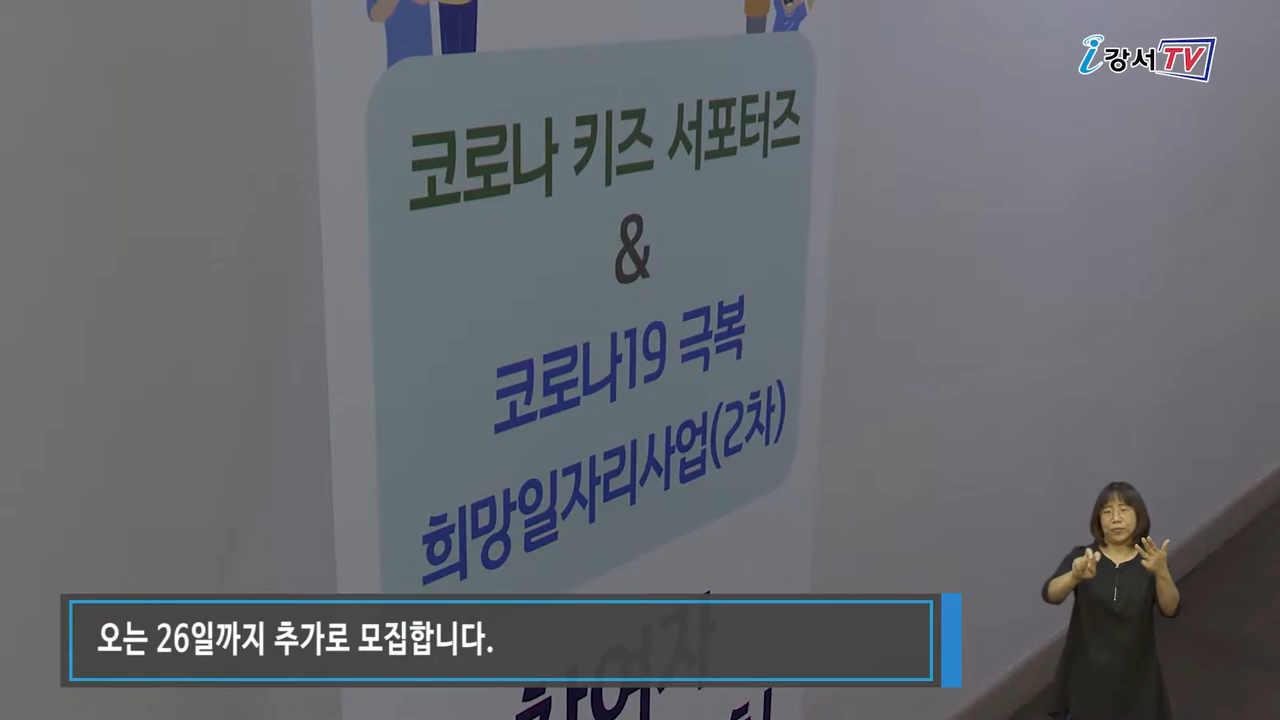 i강서TV
코로나 키즈 서포터즈
&
코로나19 극복
희망일자리사업(2차)
오는 26일까지 추가로 모집합니다.